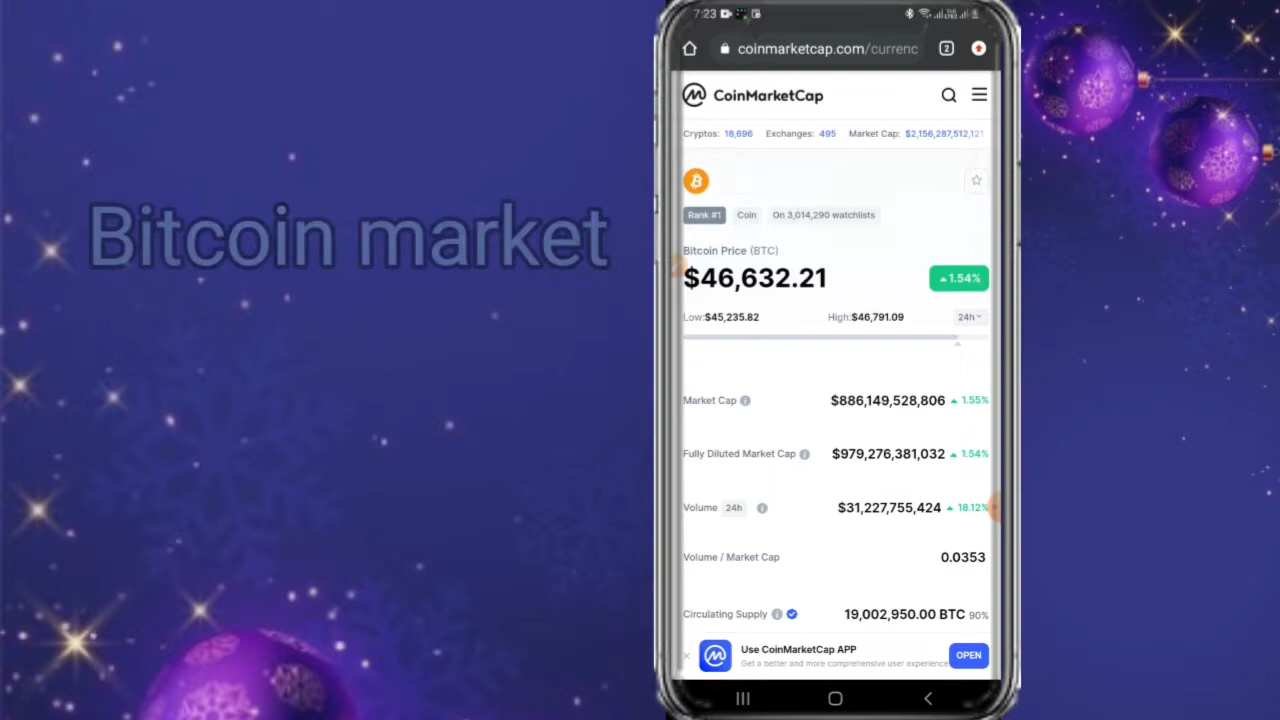 Bitcoin market
7:23
coinmarketcap.com/currenc
2
CoinMarketCap
Cryptos: 18,696 Exchanges: 495 Market Cap: $2,156,287,512,121
Rank #1 Coin On 3,014,290 watchlists
Bitcoin Price (BTC)
$46,632.21 1.54%
Low:$45,235.82 High:$46,791.09 24h
Market Cap $886,149,528,806 1.55%
Fully Diluted Market Cap $979,276,381,032 1.54%
Volume 24h $31,227,755,424 18.12%
Volume / Market Cap 0.0353
Circulating Supply 19,002,950.00 BTC 90%
Use CoinMarketCap APP
Get a better and more comprehensive user experience
OPEN